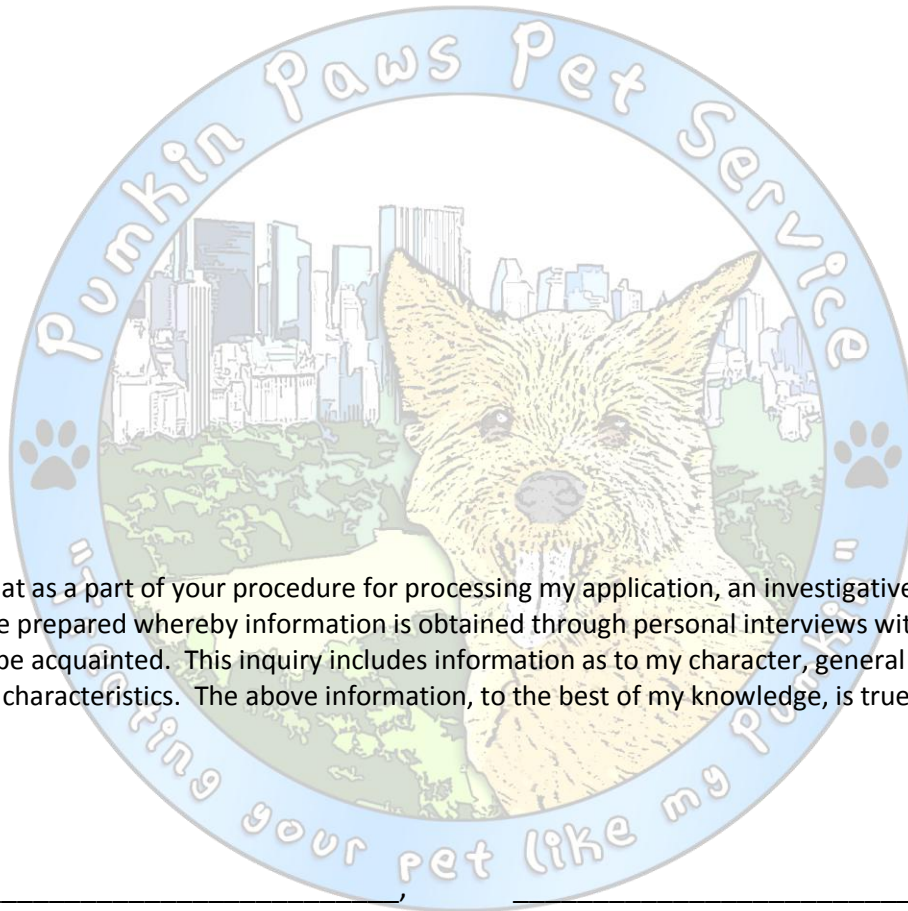 Pumkin Paws Pet Service
at as a part of your procedure for processing my application, an investigative
e prepared whereby information is obtained through personal interviews wit
be acquainted.  This inquiry includes information as to my character, general
characteristics.  The above information, to the best of my knowledge, is true
"Treating your pet like my Pumkin"
,